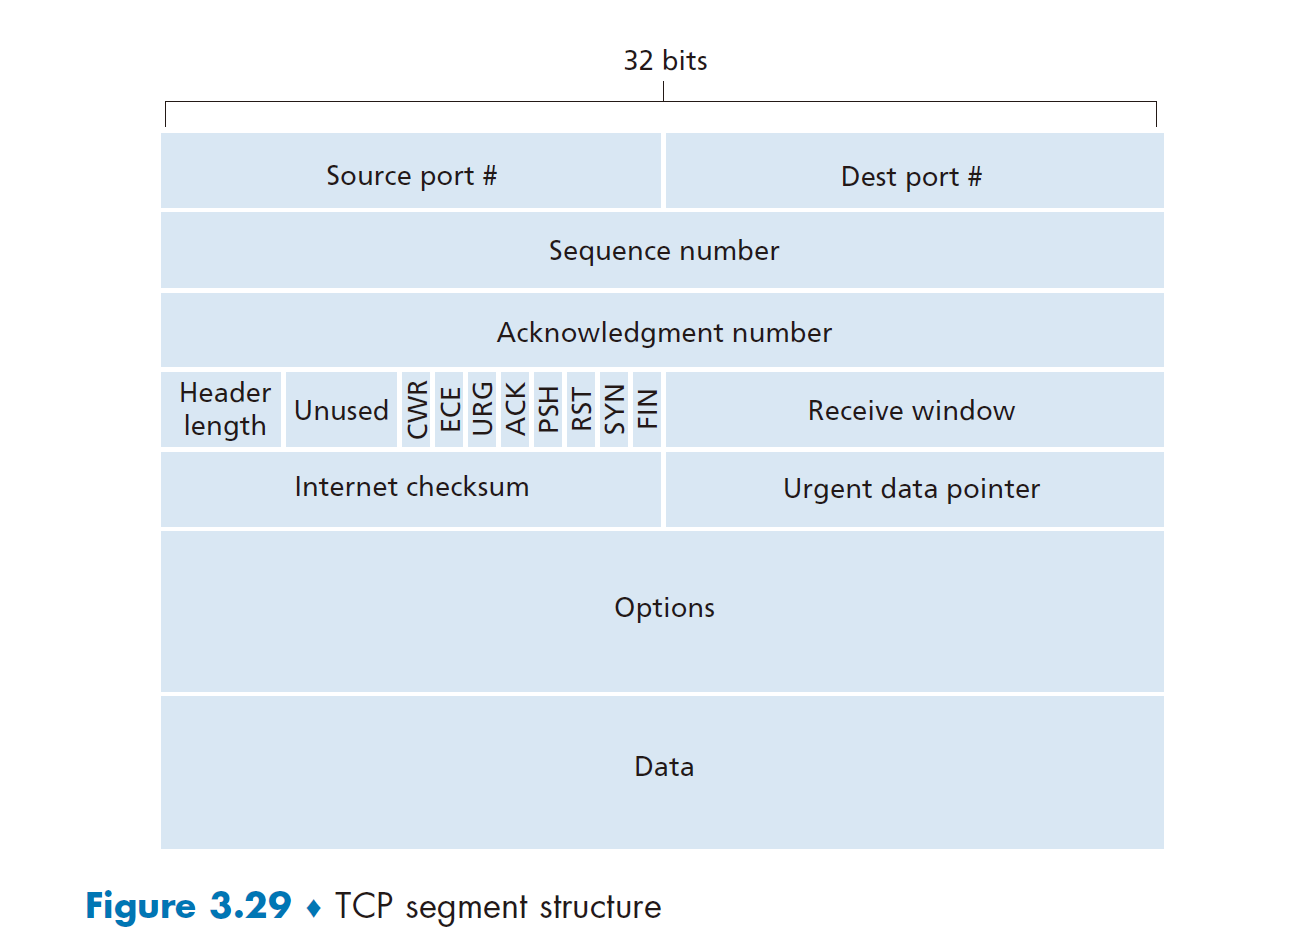 32 bits
Source port #
Dest port #
Sequence number
Acknowledgment number
Header
length
Unused
CWR
ECE
URG
ACK
PSH
RST
SYN
FIN
Receive window
Internet checksum
Urgent data pointer
Options
Data
Figure 3.29 ♦ TCP segment structure